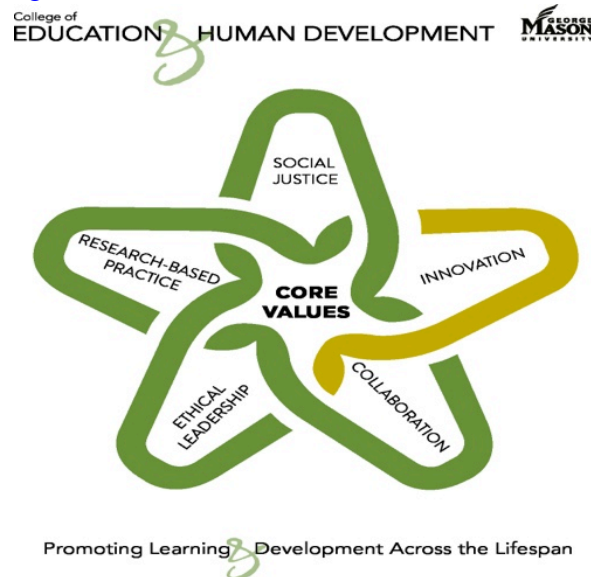 College of
EDUCATION & HUMAN DEVELOPMENT
GEORGE
MASON
UNIVERSITY
SOCIAL
JUSTICE
RESEARCH-BASED
PRACTICE
INNOVATION
CORE
VALUES
ETHICAL
LEADERSHIP
COLLABORATION
Promoting Learning & Development Across the Lifespan